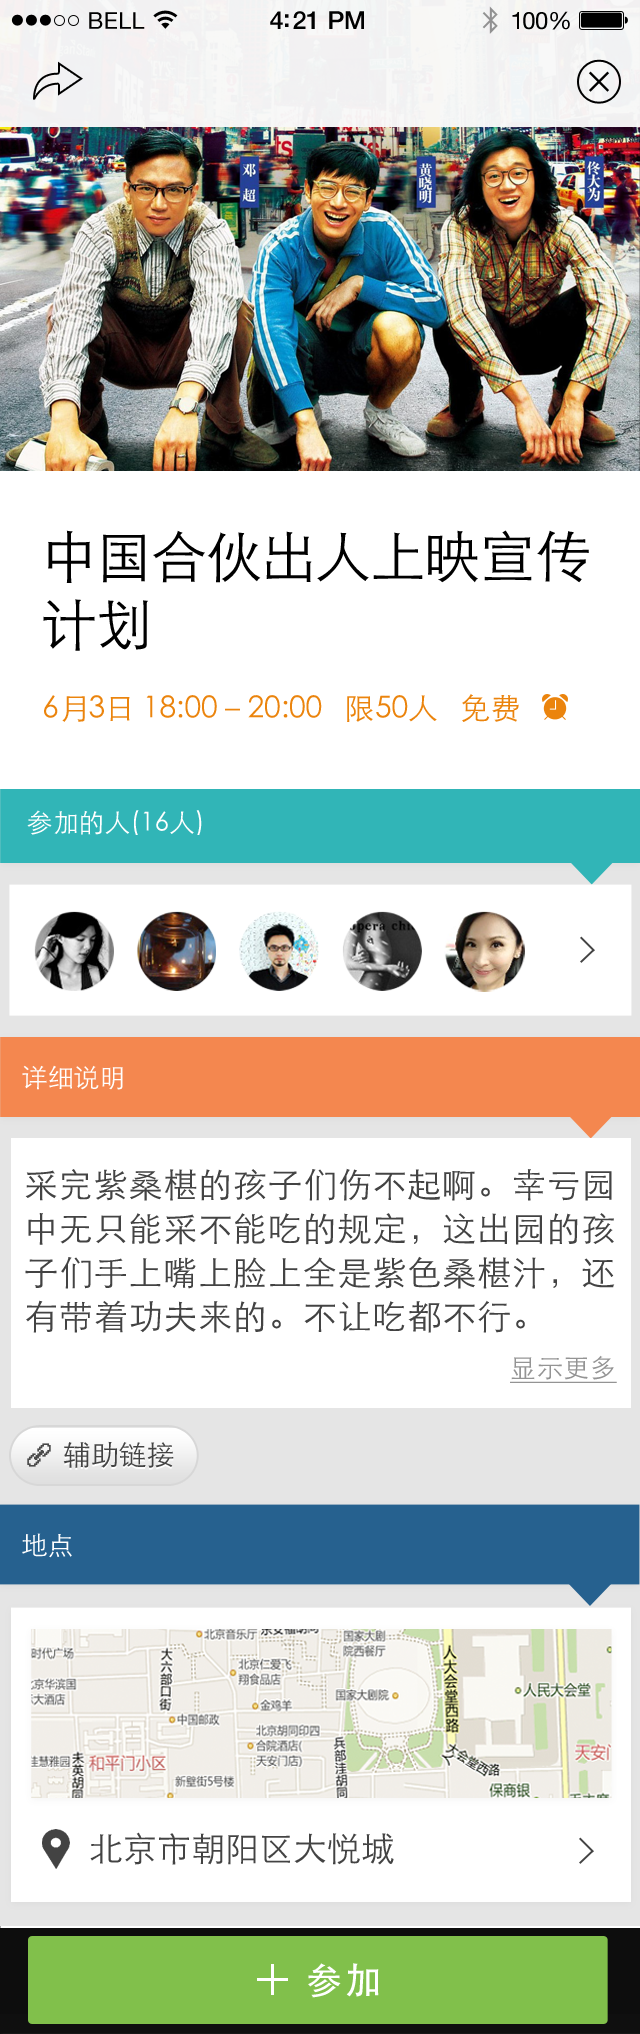 BELL 4:21 PM 100%
邓超
黄晓明
佟大为
中国合伙出人上映宣传
计划
6月3日 18:00 – 20:00 限50人 免费
参加的人(16人)
pera chi
详细说明
采完紫桑椹的孩子们伤不起啊。幸亏园
中无只能采不能吃的规定，这出园的孩
子们手上嘴上脸上全是紫色桑椹汁，还
有带着功夫来的。不让吃都不行。
显示更多
辅助链接
地点
北京音乐厅
国家大剧
院西餐厅
时代广场
大六部口街
北京仁爱飞
翔食品店
人大会堂西路
京华滨国
大酒店
国家大剧院
人民大会堂
金鸡羊
中国邮政
北京胡同印四
合院酒店(
天安门店)
兵部洼胡同
大会堂西路
天安门
佳慧雅园
未英胡同
和平门小区
新壁街5号楼
保商银
北京市朝阳区大悦城
参加